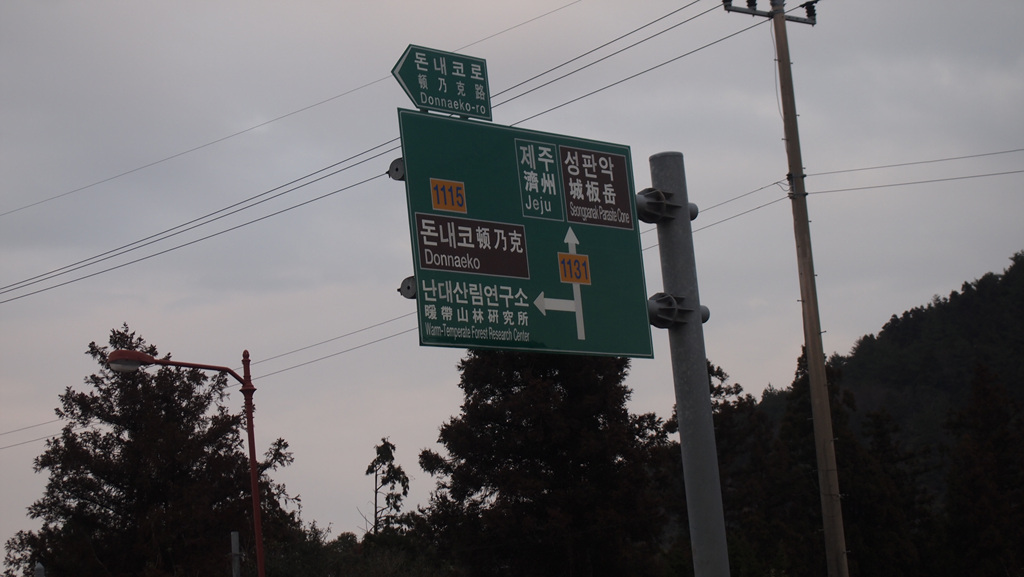 돈내코로
頓乃克路
Donnaeko-ro
제주
濟州
Jeju
성판악
城板岳
Seongpanak Parasite Cone
1115
돈내코 頓乃克
Donnaeko
1131
난대산림연구소
暖帶山林研究所
Warm-Temperate Forest Research Center